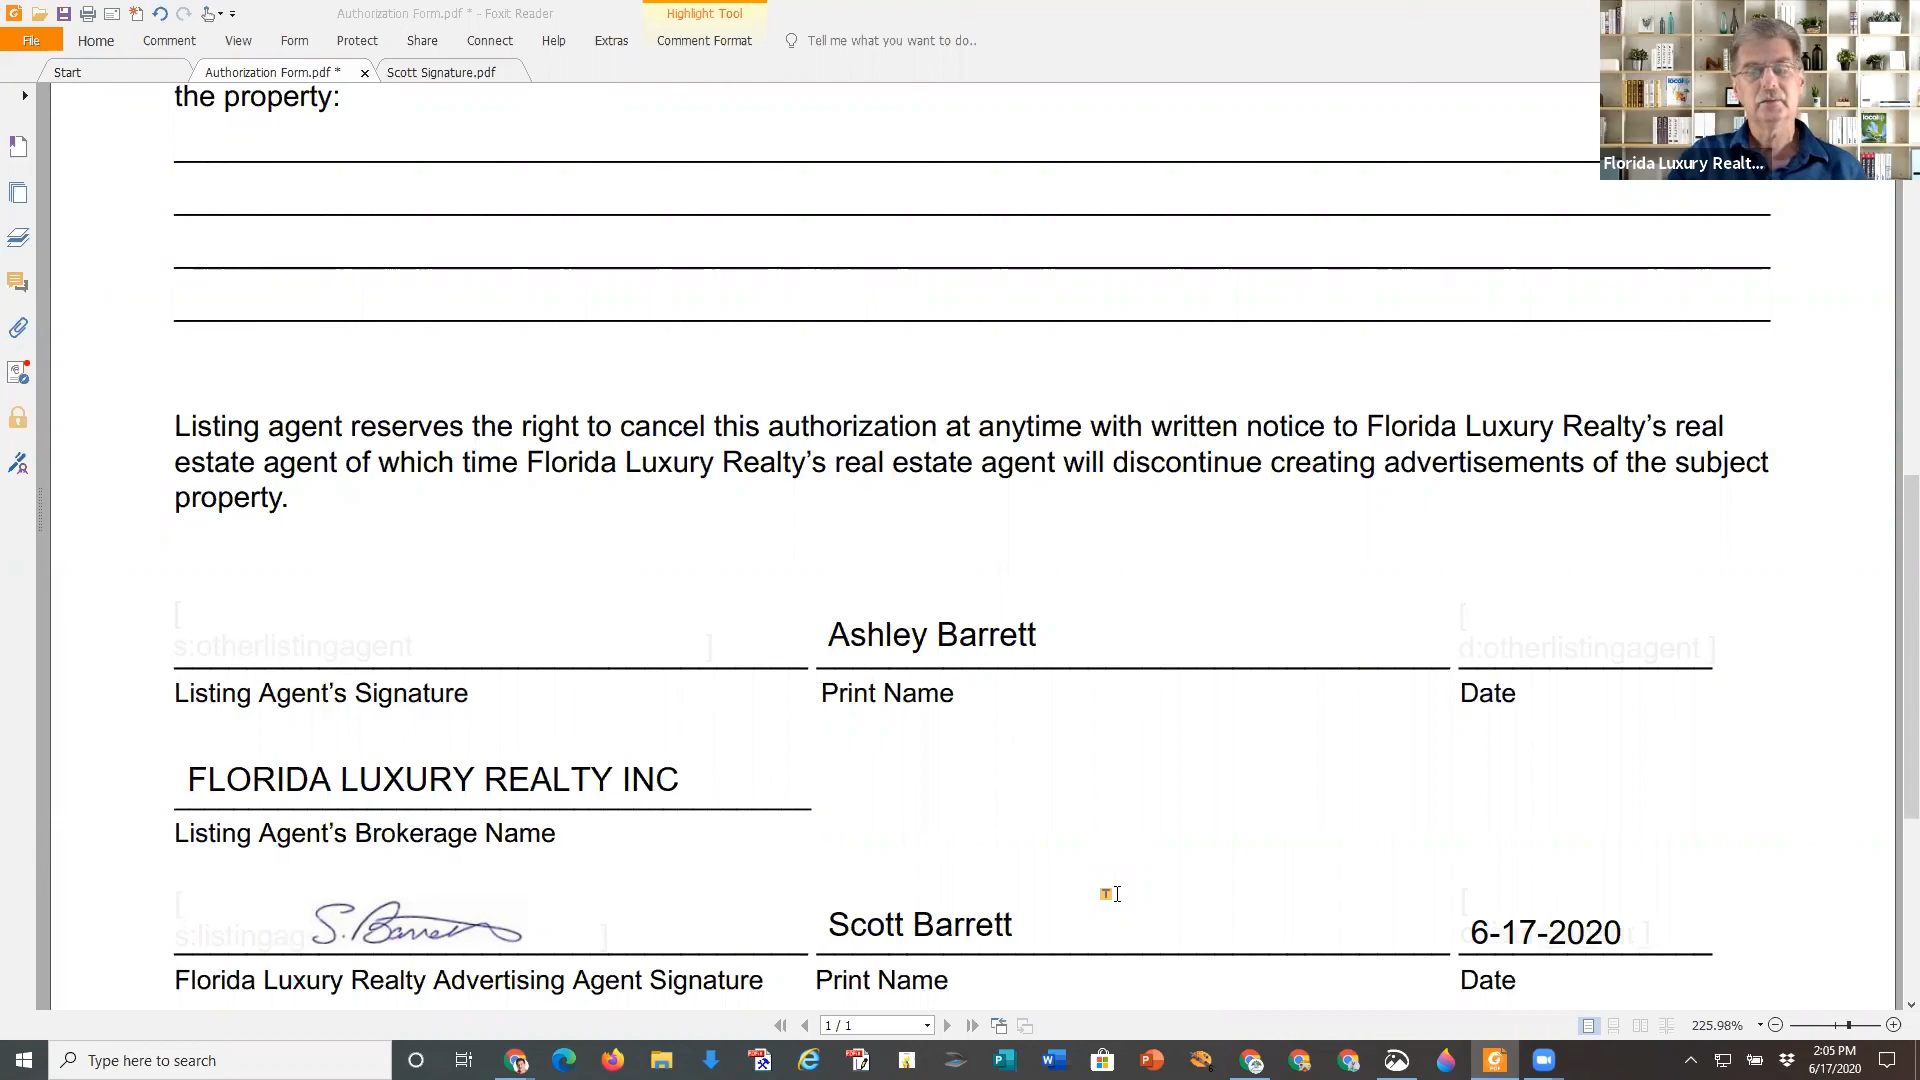 Authorization Form.pdf * - Foxit Reader
Highlight Tool
File
Home
Comment
View
Form
Protect
Share
Connect
Help
Extras
Comment Format
Tell me what you want to do..
Start
Authorization Form.pdf *
Scott Signature.pdf
Florida Luxury Realt...
the property:
Listing agent reserves the right to cancel this authorization at anytime with written notice to Florida Luxury Realty’s real
estate agent of which time Florida Luxury Realty’s real estate agent will discontinue creating advertisements of the subject
property.
[
s:otherlistingagent ]
Ashley Barrett
[
d:otherlistingagent ]
Listing Agent’s Signature
Print Name
Date
FLORIDA LUXURY REALTY INC
Listing Agent’s Brokerage Name
[
s:listingag ]
S. Barrett
Scott Barrett
[
6-17-2020
Florida Luxury Realty Advertising Agent Signature
Print Name
Date
1 / 1
225.98%
Type here to search
2:05 PM
6/17/2020